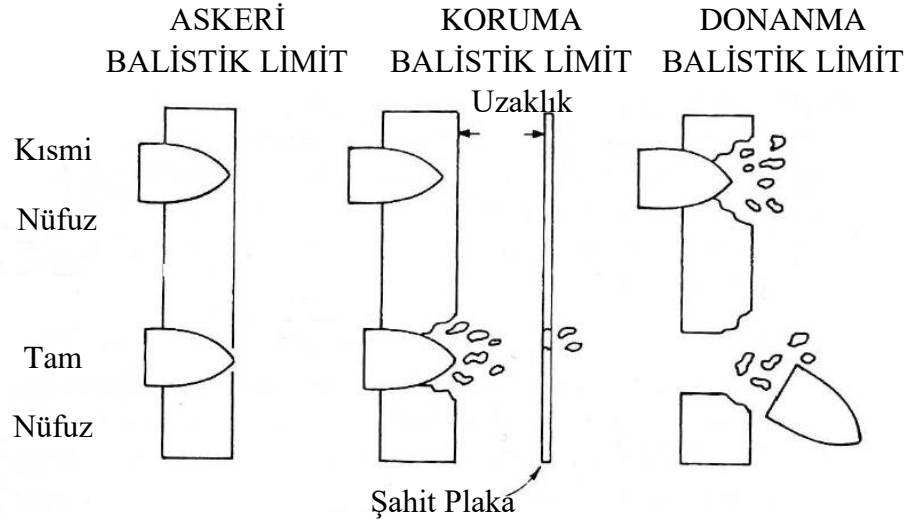 ASKERİ
BALİSTİK LİMİT
KORUMA
BALİSTİK LİMİT
DONANMA
BALİSTİK LİMİT
Uzaklık
Kısmi
Nüfuz
Tam
Nüfuz
Şahit Plaka